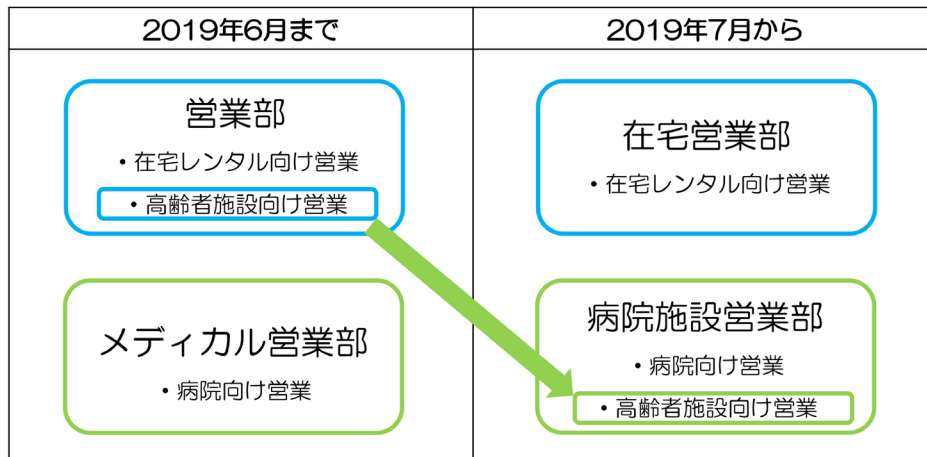 2019年6月まで
2019年7月から
営業部
・在宅レンタル向け営業
・高齢者施設向け営業
在宅営業部
・在宅レンタル向け営業
メディカル営業部
・病院向け営業
病院施設営業部
・病院向け営業
・高齢者施設向け営業